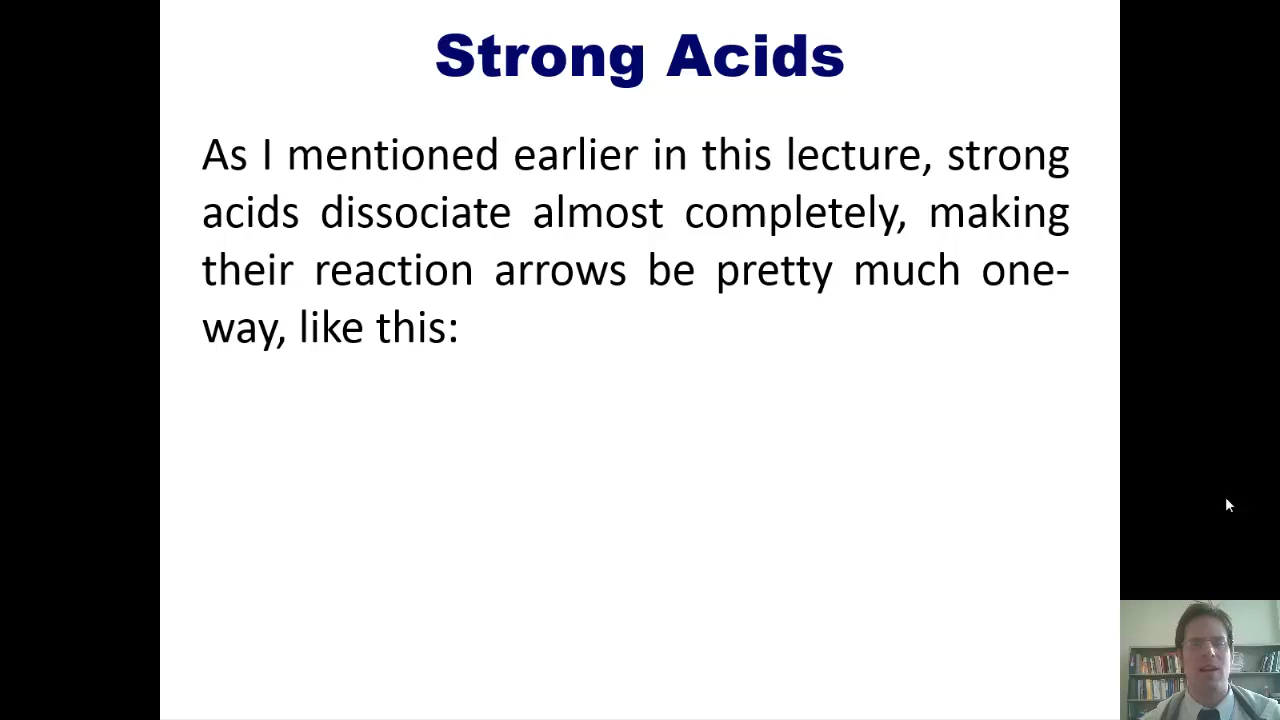 Strong Acids
As I mentioned earlier in this lecture, strong
acids dissociate almost completely, making
their reaction arrows be pretty much one-
way, like this: